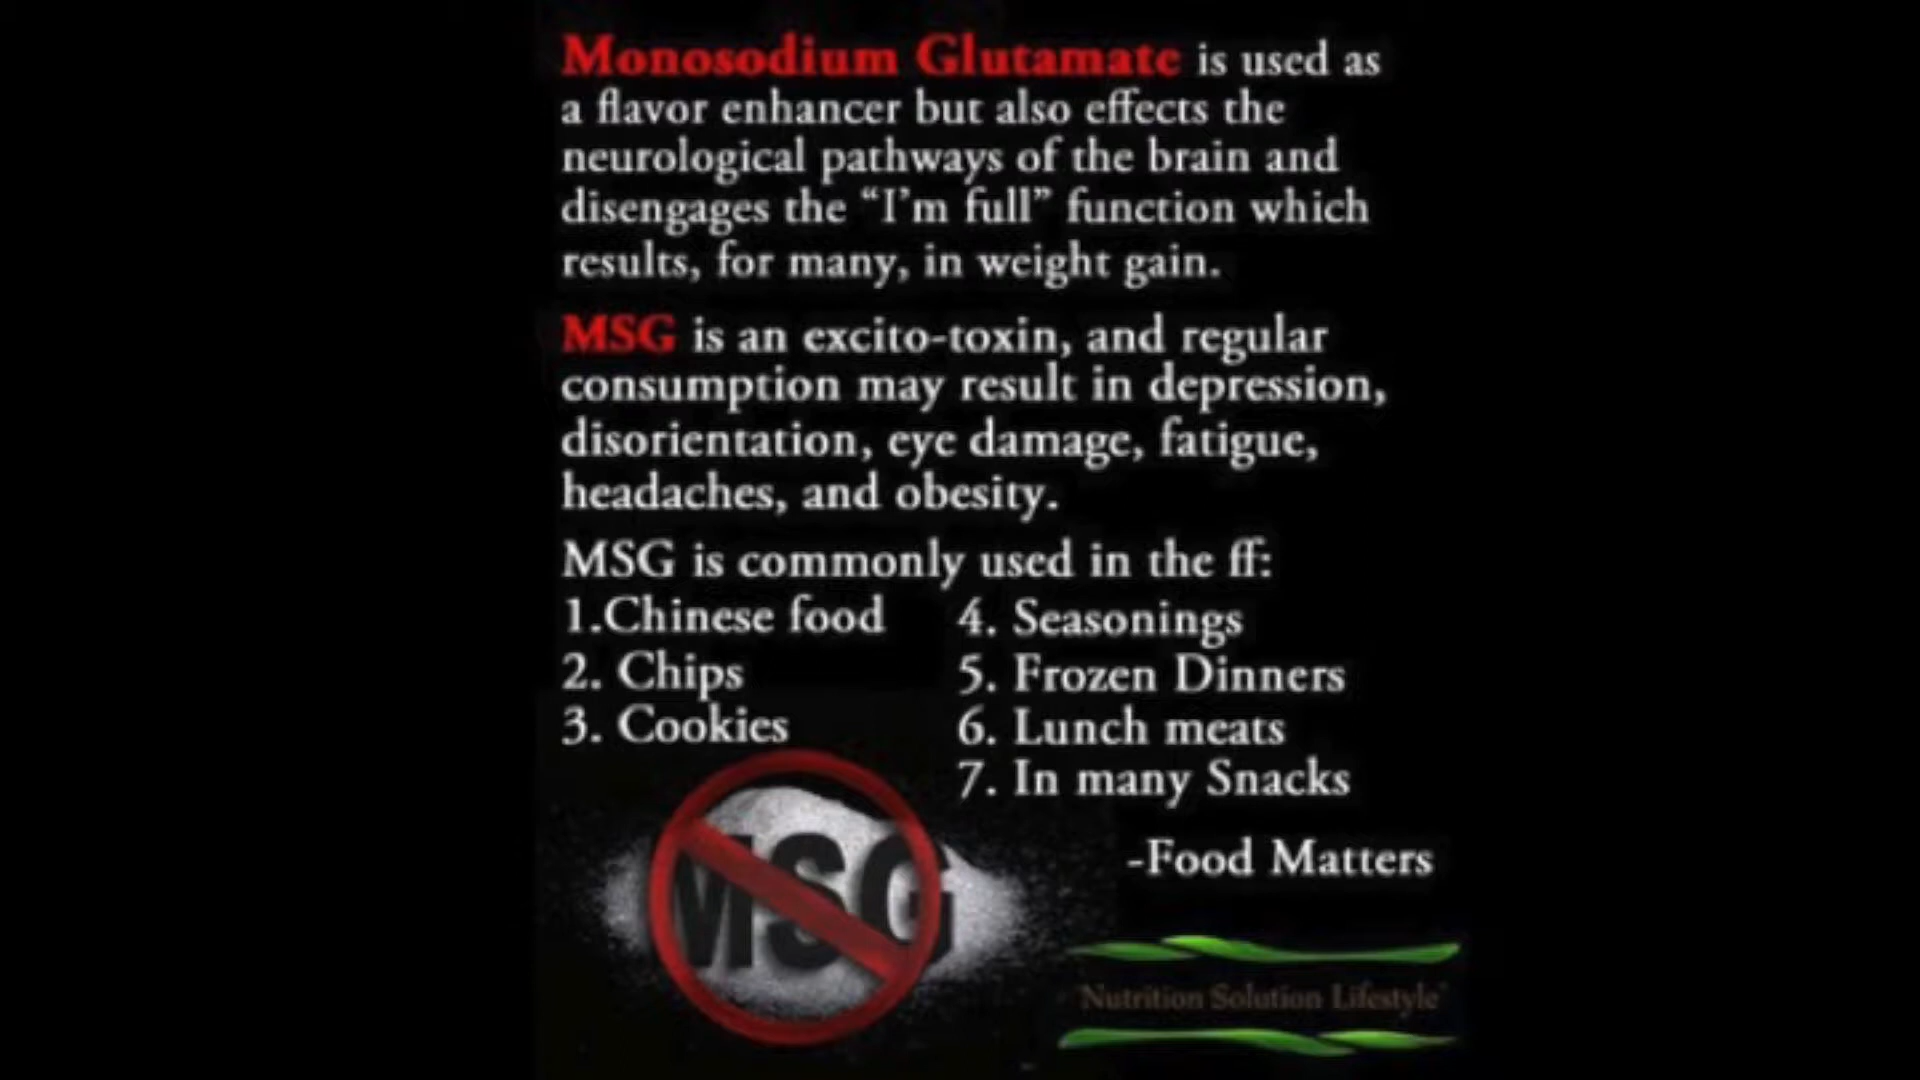 Monosodium Glutamate is used as
a flavor enhancer but also effects the
neurological pathways of the brain and
disengages the “I’m full” function which
results, for many, in weight gain.
MSG is an excito-toxin, and regular
consumption may result in depression,
disorientation, eye damage, fatigue,
headaches, and obesity.
MSG is commonly used in the ff:
1.Chinese food
2. Chips
3. Cookies
4. Seasonings
5. Frozen Dinners
6. Lunch meats
7. In many Snacks
MSG
-Food Matters
Nutrition Solution Lifestyle